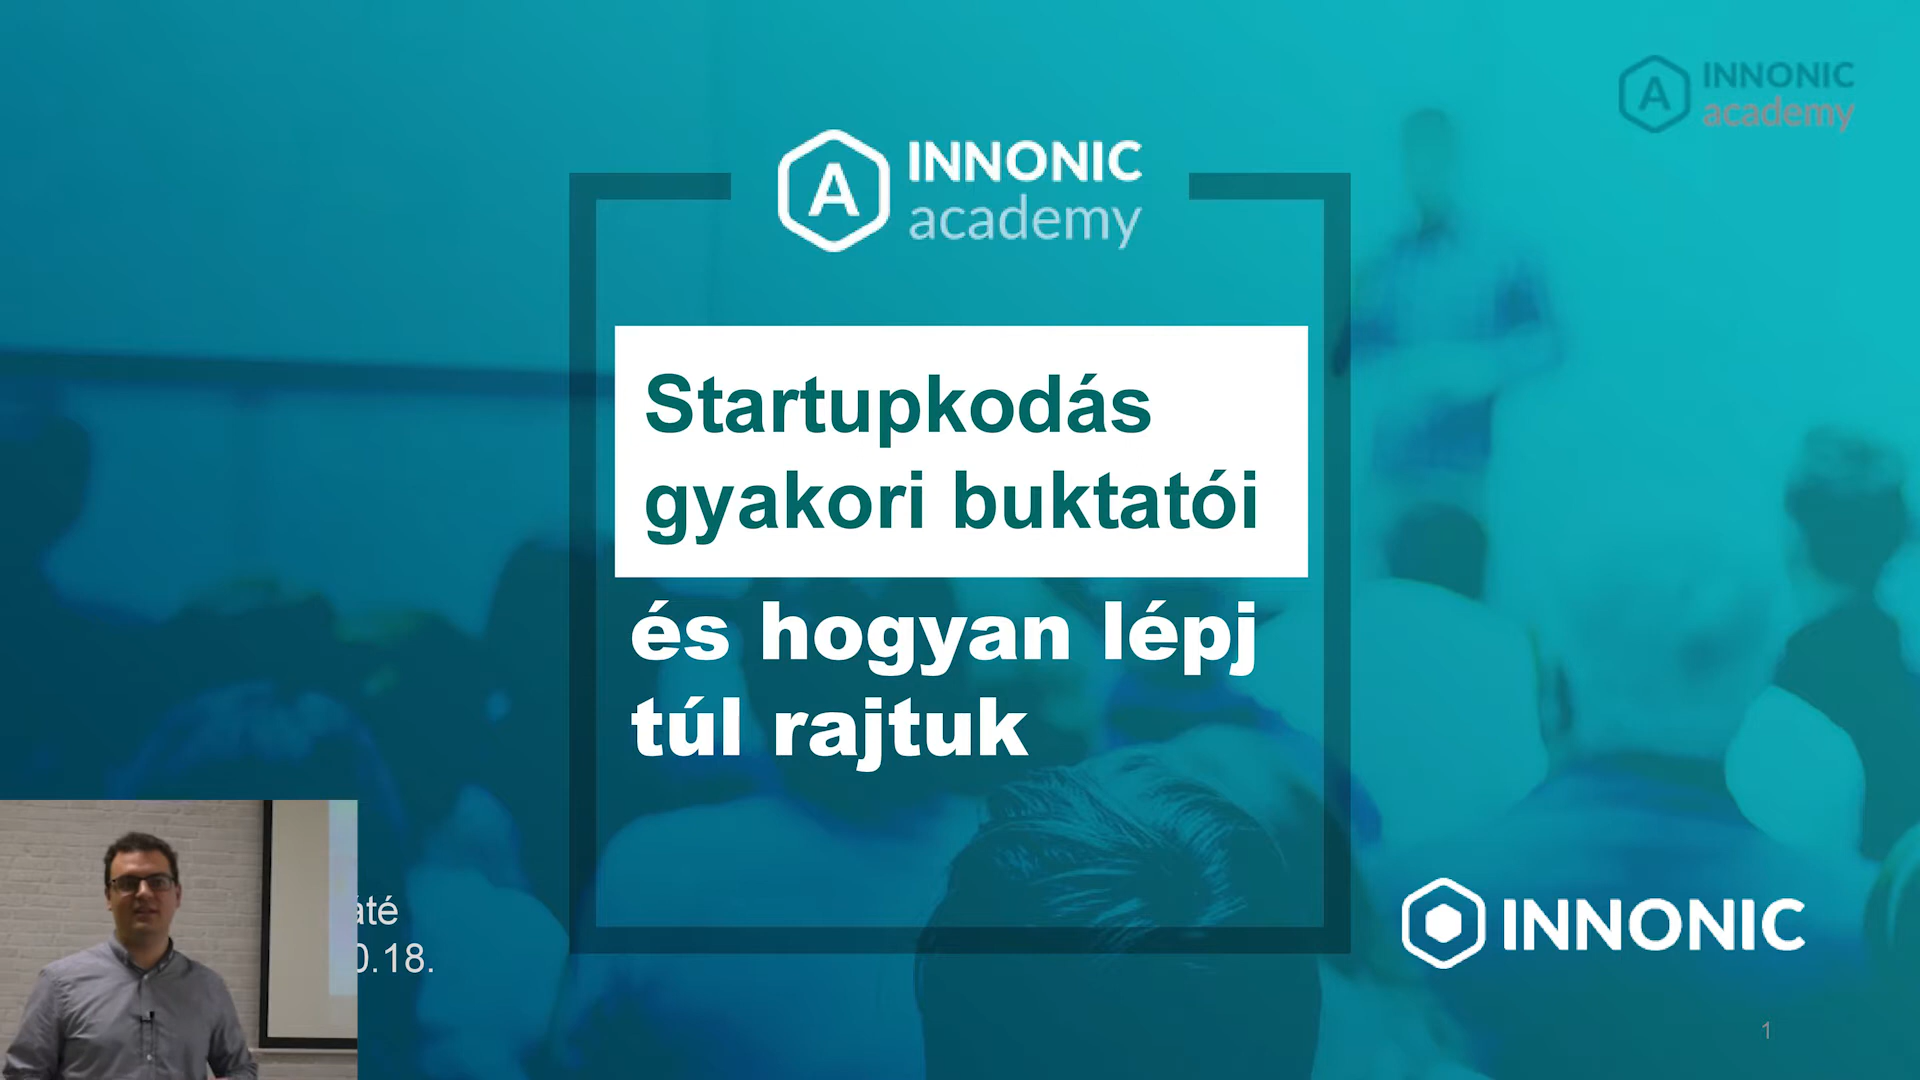 INNONIC
academy
INNONIC
academy
Startupkodás
gyakori buktatói
és hogyan lépj
túl rajtuk
INNONIC
1